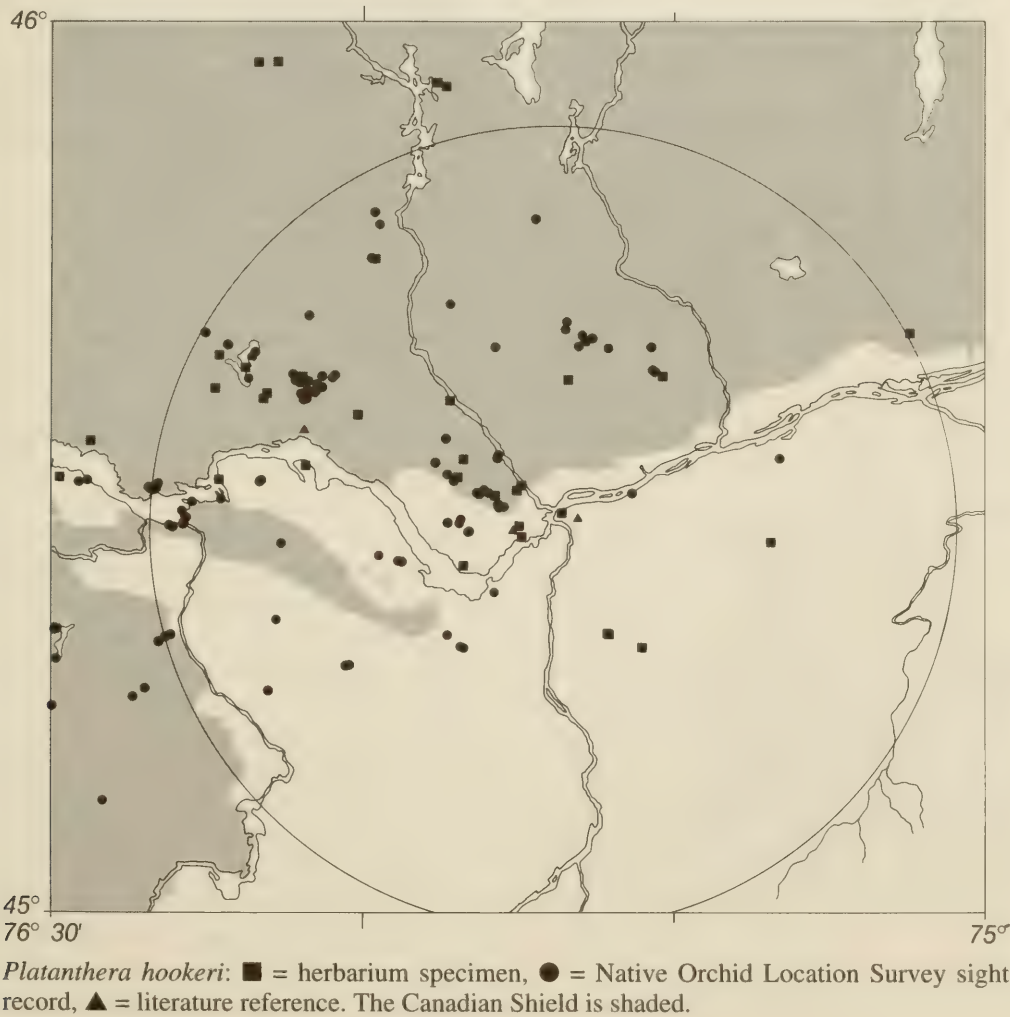 46°
45°
76° 30'
75°
Platanthera hookeri: ■ = herbarium specimen, ● = Native Orchid Location Survey sight
record, ▲ = literature reference. The Canadian Shield is shaded.